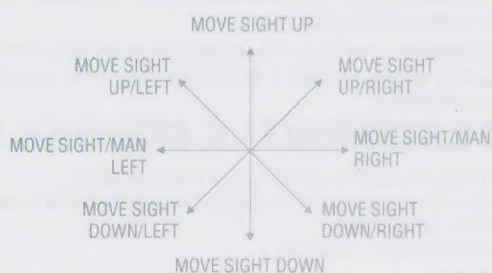 MOVE SIGHT UP
MOVE SIGHT
UP/LEFT
MOVE SIGHT
UP/RIGHT
MOVE SIGHT/MAN
LEFT
MOVE SIGHT/MAN
RIGHT
MOVE SIGHT
DOWN/LEFT
MOVE SIGHT
DOWN/RIGHT
MOVE SIGHT DOWN